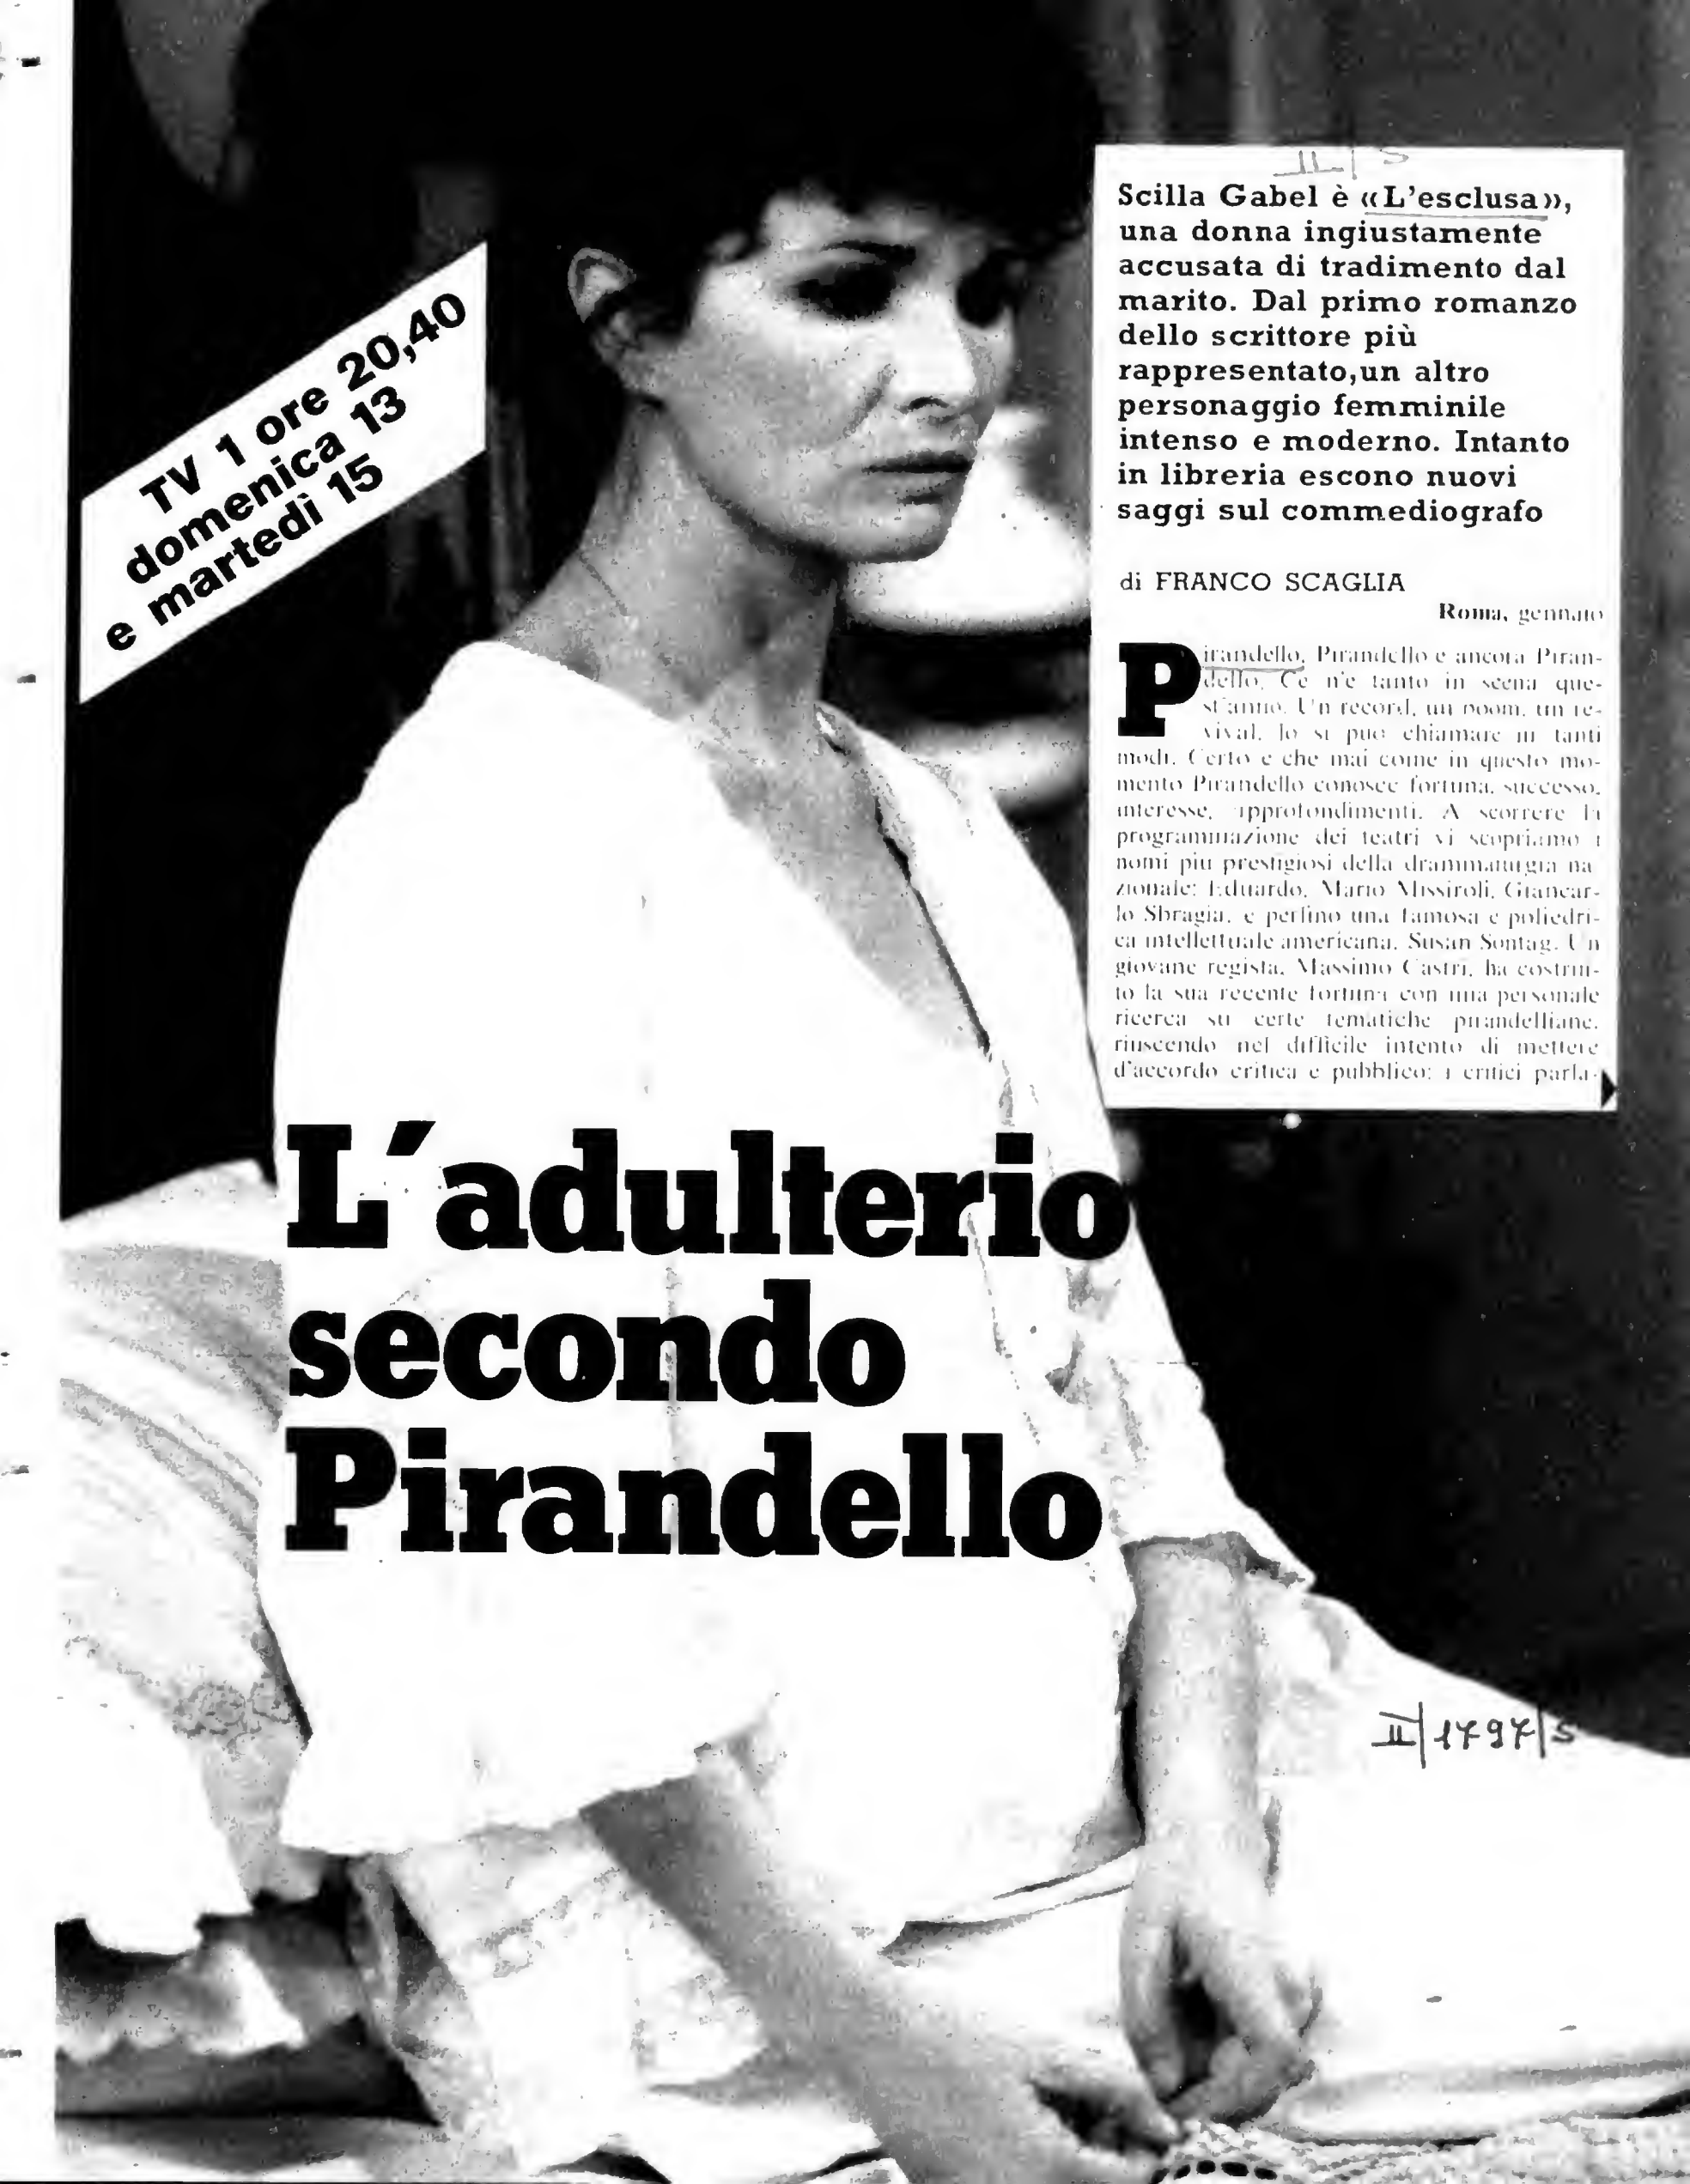 TV 1 ore 20,40
domenica 13
e martedì 15
II/S
Scilla Gabel è «L'esclusa»,
una donna ingiustamente
accusata di tradimento dal
marito. Dal primo romanzo
dello scrittore più
rappresentato,un altro
personaggio femminile
intenso e moderno. Intanto
in libreria escono nuovi
saggi sul commediografo
di FRANCO SCAGLIA
Roma, gennaio
Pirandello, Pirandello e ancora Piran-
dello. Ce n'è tanto in scena que-
st'anno. Un record, un boom, un re-
vival, lo si può chiamare in tanti
modi. Certo è che mai come in questo mo-
mento Pirandello conosce fortuna, successo,
interesse, approfondimenti. A scorrere la
programmazione dei teatri vi scopriamo i
nomi più prestigiosi della drammaturgia na
zionale: Eduardo, Mario Missiroli, Giancar-
lo Sbragia, e perfino una famosa e poliedri-
ca intellettuale americana, Susan Sontag. Un
giovane regista, Massimo Castri, ha costrui-
to la sua recente fortuna con una personale
ricerca su certe tematiche pirandelliane,
riuscendo nel difficile intento di mettere
d'accordo critica e pubblico: i critici parla-
L'adulterio
secondo
Pirandello
II/1797/S